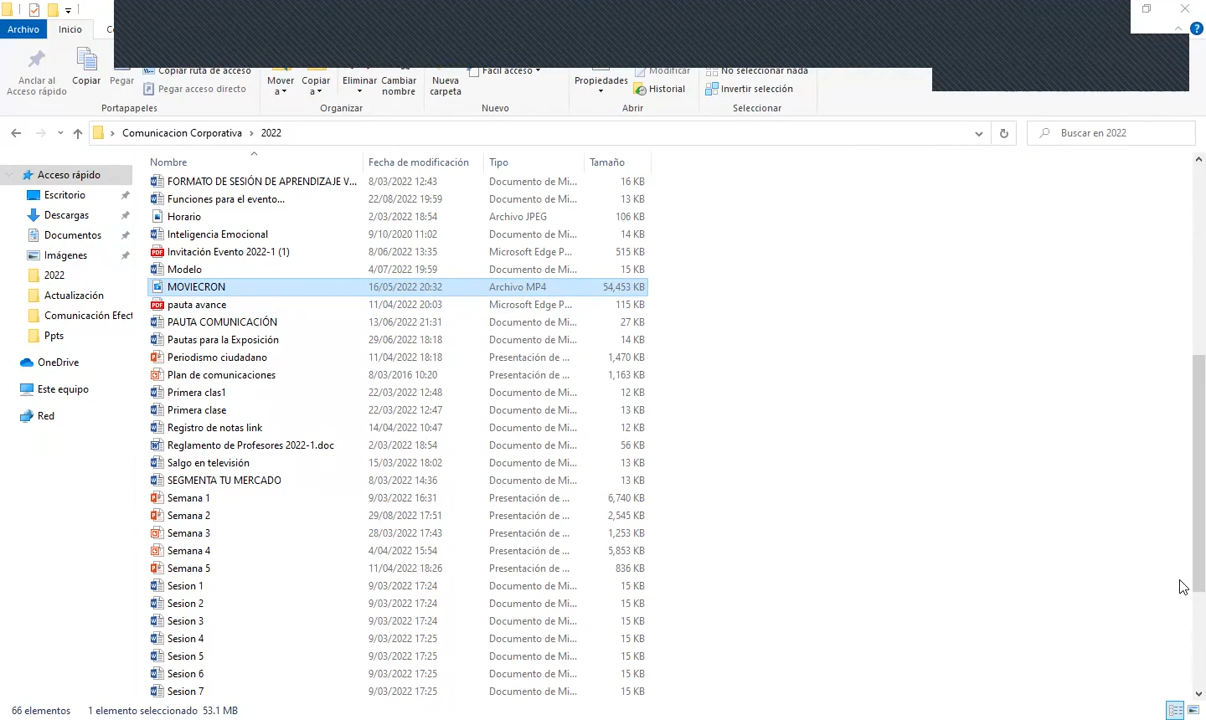 Archivo Inicio
Copiar ruta de acceso Fácil acceso Modificar No seleccionar nada
Anclar al Acceso rápido Copiar Pegar Pegar acceso directo Mover a Copiar a Eliminar Cambiar nombre Nueva carpeta Propiedades Historial Invertir selección
Portapapeles Organizar Nuevo Abrir Seleccionar
Comunicacion Corporativa 2022 Buscar en 2022
Nombre Fecha de modificación Tipo Tamaño
Acceso rápido
Escritorio
Descargas
Documentos
Imágenes
2022
Actualización
Comunicación Efect
Ppts
OneDrive
Este equipo
Red
FORMATO DE SESIÓN DE APRENDIZAJE V... 8/03/2022 12:43 Documento de Mi... 16 KB
Funciones para el evento... 22/08/2022 19:59 Documento de Mi... 13 KB
Horario 2/03/2022 18:54 Archivo JPEG 106 KB
Inteligencia Emocional 9/10/2020 11:02 Documento de Mi... 14 KB
Invitación Evento 2022-1 (1) 8/06/2022 13:35 Microsoft Edge P... 515 KB
Modelo 4/07/2022 19:59 Documento de Mi... 15 KB
MOVIECRON 16/05/2022 20:32 Archivo MP4 54,453 KB
pauta avance 11/04/2022 20:03 Microsoft Edge P... 115 KB
PAUTA COMUNICACIÓN 13/06/2022 21:31 Documento de Mi... 27 KB
Pautas para la Exposición 29/06/2022 18:18 Documento de Mi... 14 KB
Periodismo ciudadano 11/04/2022 18:18 Presentación de ... 1,470 KB
Plan de comunicaciones 8/03/2016 10:20 Presentación de ... 1,163 KB
Primera clas1 22/03/2022 12:48 Documento de Mi... 12 KB
Primera clase 22/03/2022 12:47 Documento de Mi... 13 KB
Registro de notas link 14/04/2022 10:47 Documento de Mi... 12 KB
Reglamento de Profesores 2022-1.doc 2/03/2022 18:54 Documento de Mi... 56 KB
Salgo en televisión 15/03/2022 18:02 Documento de Mi... 13 KB
SEGMENTA TU MERCADO 8/03/2022 14:36 Documento de Mi... 13 KB
Semana 1 9/03/2022 16:31 Presentación de ... 6,740 KB
Semana 2 29/08/2022 17:51 Presentación de ... 2,545 KB
Semana 3 28/03/2022 17:43 Presentación de ... 1,253 KB
Semana 4 4/04/2022 15:54 Presentación de ... 5,853 KB
Semana 5 11/04/2022 18:26 Presentación de ... 836 KB
Sesion 1 9/03/2022 17:24 Documento de Mi... 15 KB
Sesion 2 9/03/2022 17:24 Documento de Mi... 15 KB
Sesion 3 9/03/2022 17:24 Documento de Mi... 15 KB
Sesion 4 9/03/2022 17:25 Documento de Mi... 15 KB
Sesion 5 9/03/2022 17:25 Documento de Mi... 15 KB
Sesion 6 9/03/2022 17:25 Documento de Mi... 15 KB
Sesion 7 9/03/2022 17:25 Documento de Mi... 15 KB
66 elementos 1 elemento seleccionado 53.1 MB